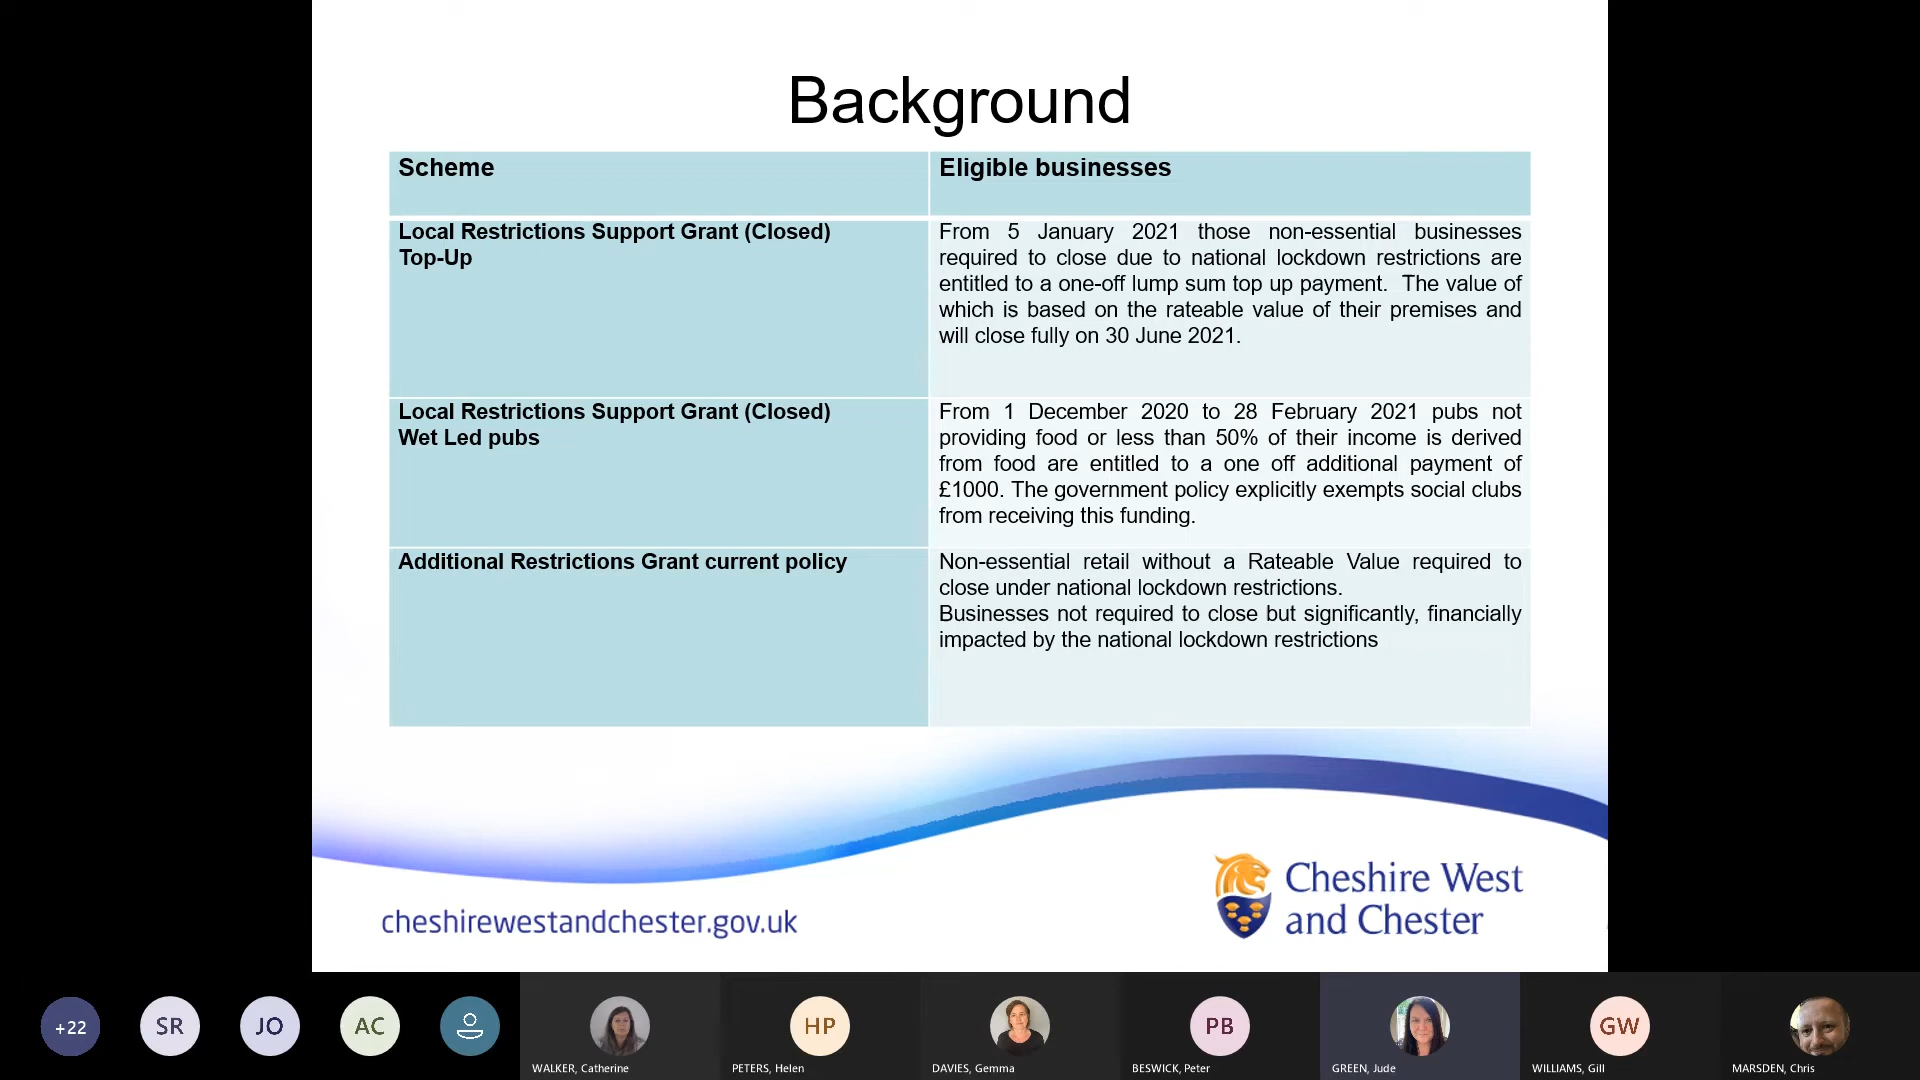 Background
Scheme
Eligible businesses
Local Restrictions Support Grant (Closed)
Top-Up
From 5 January 2021 those non-essential businesses
required to close due to national lockdown restrictions are
entitled to a one-off lump sum top up payment. The value of
which is based on the rateable value of their premises and
will close fully on 30 June 2021.
Local Restrictions Support Grant (Closed)
Wet Led pubs
From 1 December 2020 to 28 February 2021 pubs not
providing food or less than 50% of their income is derived
from food are entitled to a one off additional payment of
£1000. The government policy explicitly exempts social clubs
from receiving this funding.
Additional Restrictions Grant current policy
Non-essential retail without a Rateable Value required to
close under national lockdown restrictions.
Businesses not required to close but significantly, financially
impacted by the national lockdown restrictions
cheshirewestandchester.gov.uk
Cheshire West
and Chester
+22
SR
JO
AC
WALKER, Catherine
HP
PETERS, Helen
DAVIES, Gemma
PB
BESWICK, Peter
GREEN, Jude
GW
WILLIAMS, Gill
MARSDEN, Chris